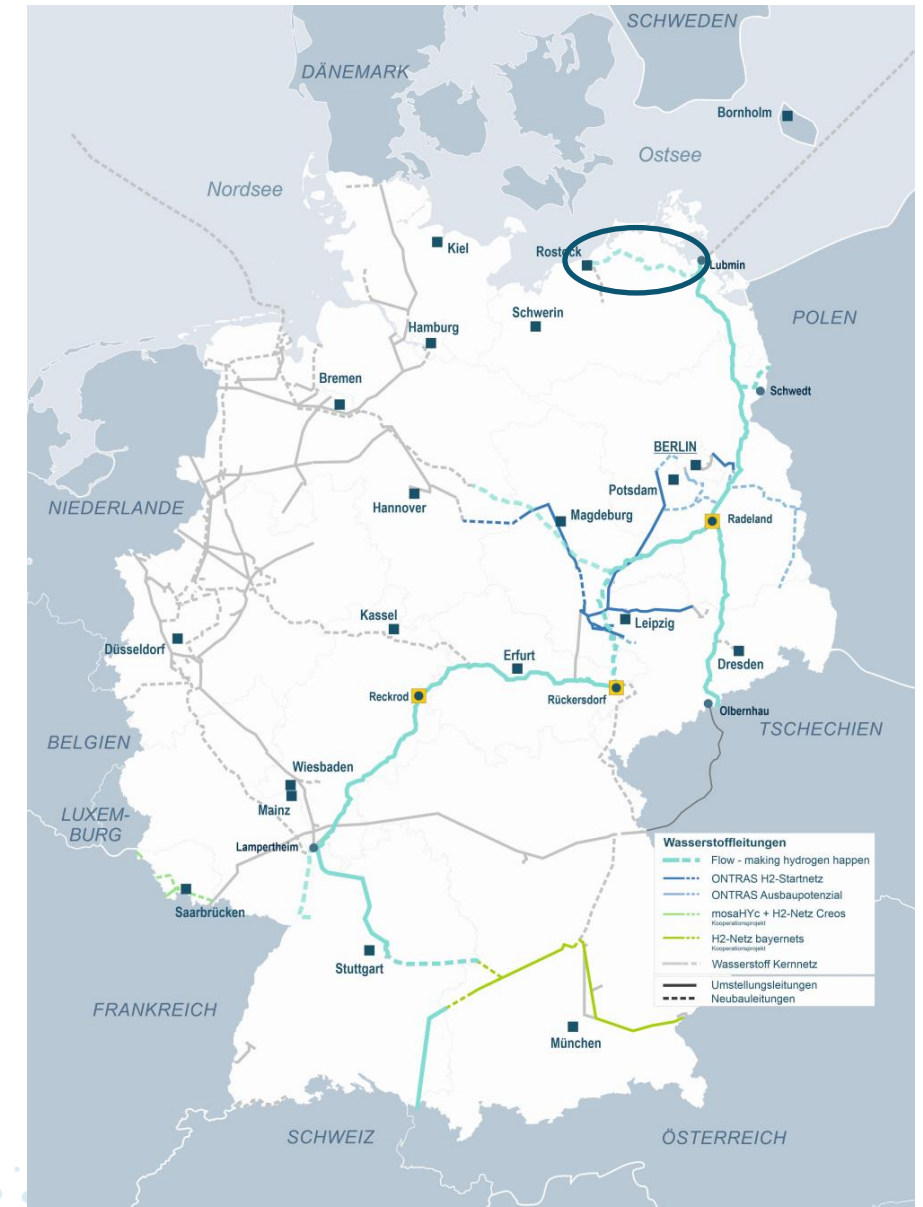 SCHWEDEN
DÄNEMARK
Bornholm
Ostsee
Nordsee
Kiel
Rostock
Lubmin
POLEN
Schwerin
Hamburg
Bremen
Schwedt
BERLIN
Potsdam
NIEDERLANDE
Hannover
Magdeburg
Radeland
Kassel
Leipzig
Düsseldorf
Erfurt
Dresden
Reckrod
Rückersdorf
Olbernhau
TSCHECHIEN
BELGIEN
Wiesbaden
Mainz
LUXEM-
BURG
Lampertheim
Wasserstoffleitungen
Flow - making hydrogen happen
ONTRAS H2-Startnetz
ONTRAS Ausbaupotenzial
mosaHYc + H2-Netz Creos
Kooperationsprojekt
H2-Netz bayernets
Kooperationsprojekt
Wasserstoff Kernnetz
Umstellungsleitungen
Neubauleitungen
Saarbrücken
Stuttgart
FRANKREICH
München
SCHWEIZ
ÖSTERREICH